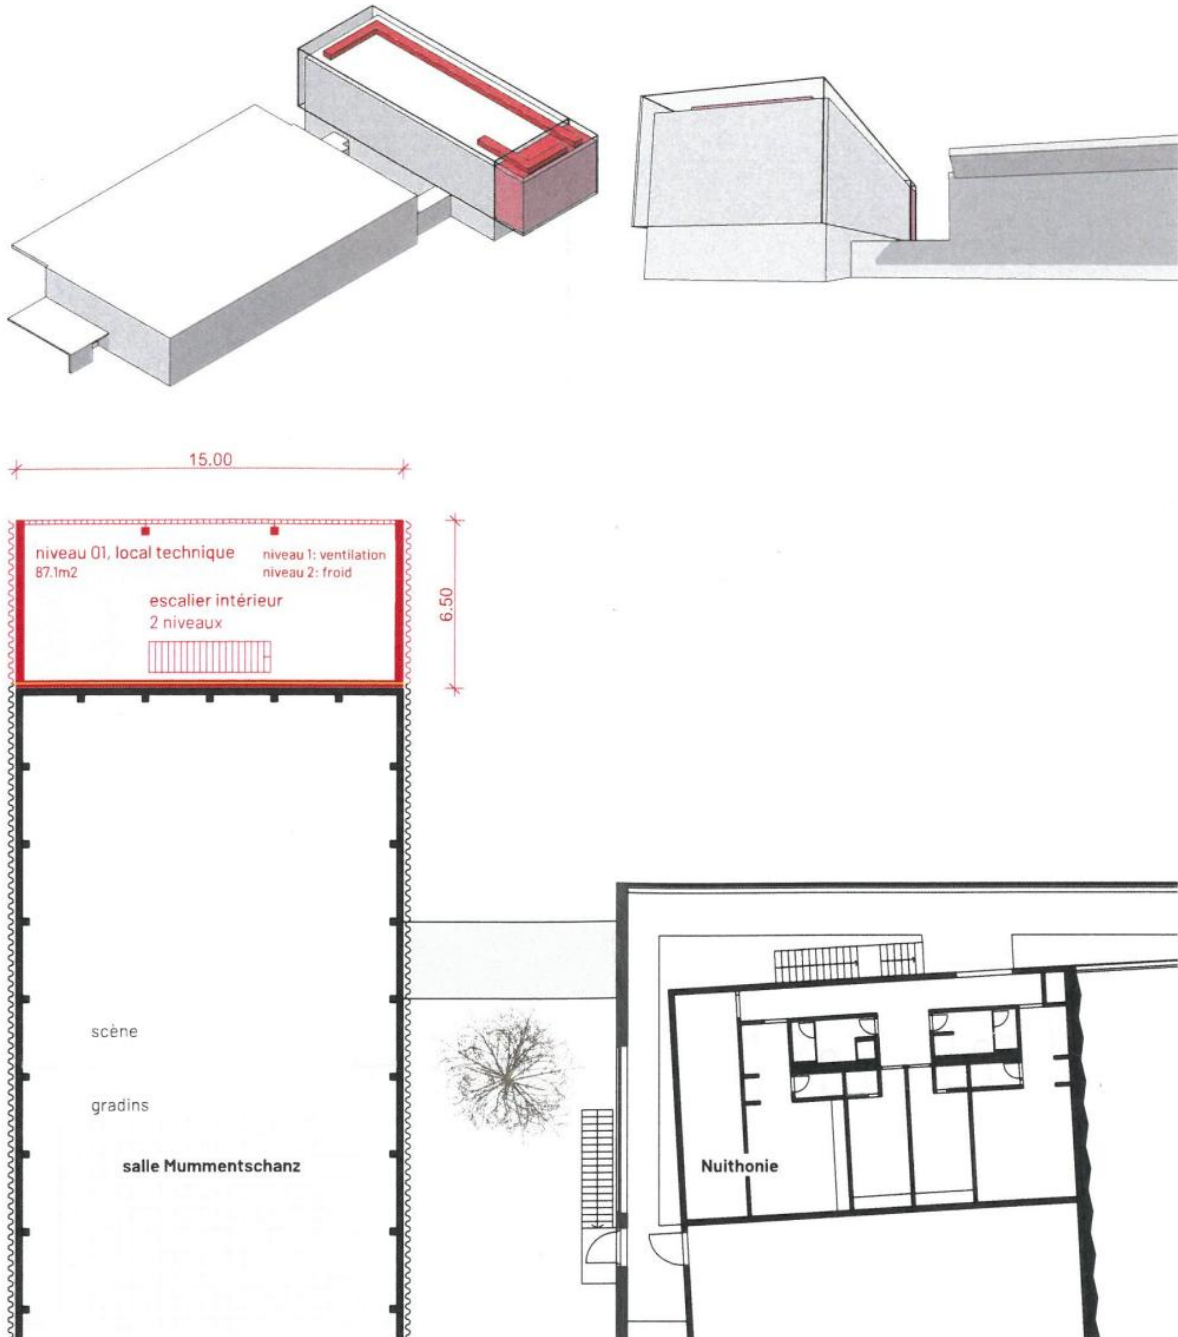 15.00
niveau 01, local technique
87.1m2
niveau 1: ventilation
niveau 2: froid
escalier intérieur
2 niveaux
6.50
scène
gradins
salle Mummentschanz
Nuithonie